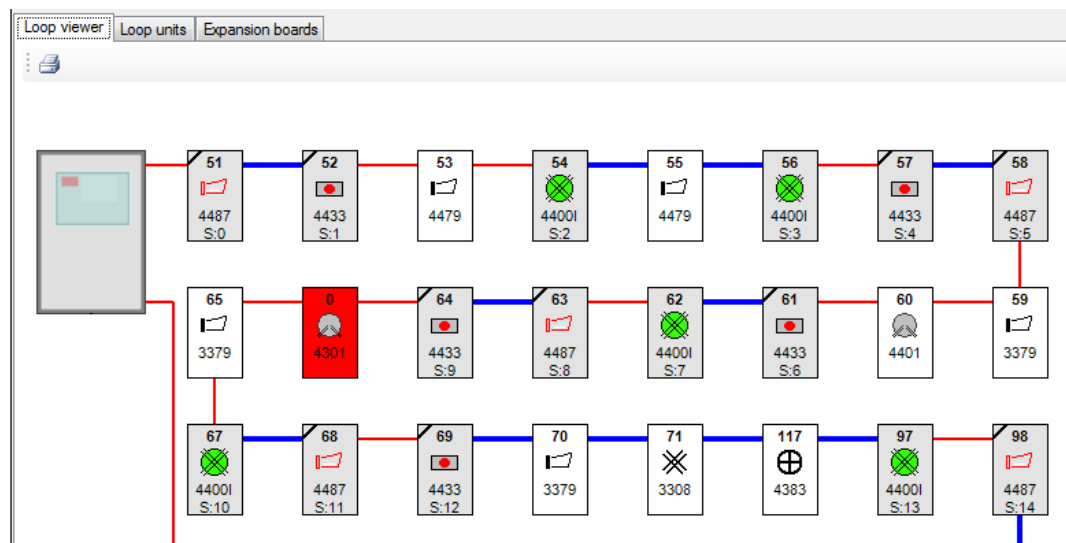 Loop viewer Loop units Expansion boards
51 52 53 54 55 56 57 58
4487 4433 4479 4400I 4479 4400I 4433 4487
S:0 S:1 S:2 S:3 S:4 S:5
65 0 64 63 62 61 60 59
3379 4301 4433 4487 4400I 4433 4401 3379
S:9 S:8 S:7 S:6
67 68 69 70 71 117 97 98
4400I 4487 4433 3379 3308 4383 4400I 4487
S:10 S:11 S:12 S:13 S:14